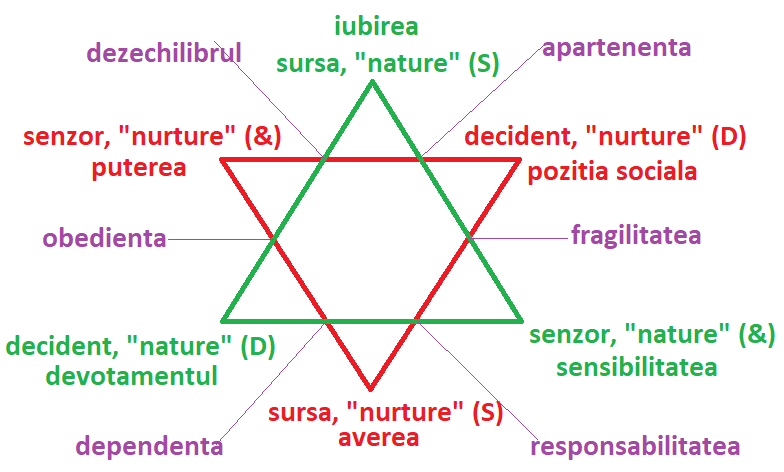 iubirea
sursa, "nature" (S)
dezechilibrul
apartenenta
senzor, "nurture" (&)
puterea
decident, "nurture" (D)
pozitia sociala
obedienta
fragilitatea
decident, "nature" (D)
devotamentul
senzor, "nature" (&)
sensibilitatea
sursa, "nurture" (S)
averea
dependenta
responsabilitatea